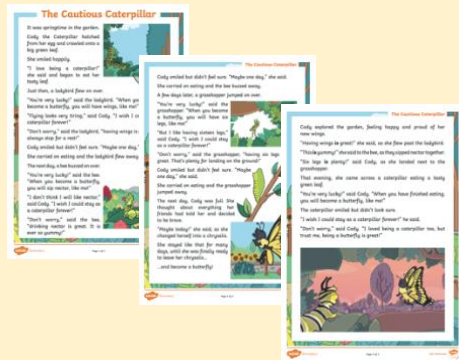 The Cautious Caterpillar
It was springtime in the garden.
Cody the Caterpillar hatched
from her egg and crawled onto a
big green leaf.
She smiled happily.
"I love being a caterpillar!"
she said and began to eat her
tasty leaf.
Just then, a ladybird flew on over.
"You're very lucky!" said the ladybird. "When yo
become a butterfly, you will have wings, like me!"
"Flying looks very tiring," said Cody. "I wish I c
caterpillar forever!"
"Don't worry," said the ladybird, "having wings is
always stop for a rest!"
Cody smiled but didn't feel sure. "Maybe one day,"
She carried on eating and the ladybird flew away
The next day, a bee buzzed over.
"You're very lucky!" said the bee.
"When you become a butterfly, you
will sip nectar, like me!"
"I don't think I will like nectar,"
said Cody. "I wish I could stay as
a caterpillar forever!"
"Don't worry," said the bee
"drinking nectar is great. It is
ever so yummy!"
The Cautious Caterpillar
Cody smiled but didn't feel sure. "Maybe one day," she said.
She carried on eating and the bee buzzed away.
A few days later, a grasshopper jumped on over.
"You're very lucky!" said the
grasshopper. "When you become
a butterfly, you will have six
legs, like me!"
"But I like having sixteen legs,"
said Cody. "I wish I could stay
as a caterpillar forever!"
"Don't worry," said the grasshopper, "having six legs
great. That's plenty for landing on the ground!"
Cody smiled but didn't feel sure. "Maybe
one day," she said.
She carried on eating and the grasshopper
jumped away.
The next day, Cody was full. She
thought about everything her
friends had told her and decided
to be brave.
"Maybe today!" she said, as she
changed herself into a chrysalis.
She stayed like that for many
days, until she was finally ready
to leave her chrysalis...
...and become a butterfly!
The Cautious Caterpillar
Cody explored the garden, feeling happy and proud of her
new wings.
"Having wings is great!" she said, as she flew past the ladybird.
"This is yummy!" she said to the bee, as they sipped nectar together.
"Six legs is plenty!" said Cody, as she landed next to the
grasshopper.
That evening, she came across a caterpillar eating a tasty
green leaf.
"You're very lucky!" said Cody. "When you have finished eating,
you will become a butterfly, like me!"
The caterpillar smiled but didn't look sure.
"I wish I could stay as a caterpillar forever!" he said.
"Don't worry," said Cody. "I loved being a caterpillar too, but
trust me, being a butterfly is great!"